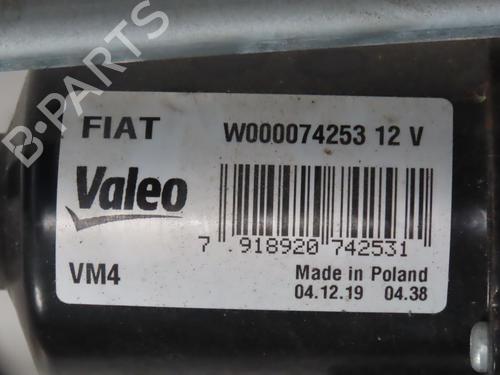 B-PARTS
FIAT W000074253 12 V
Valeo
7 918920 742531
VM4 Made in Poland
04.12.19 04.38